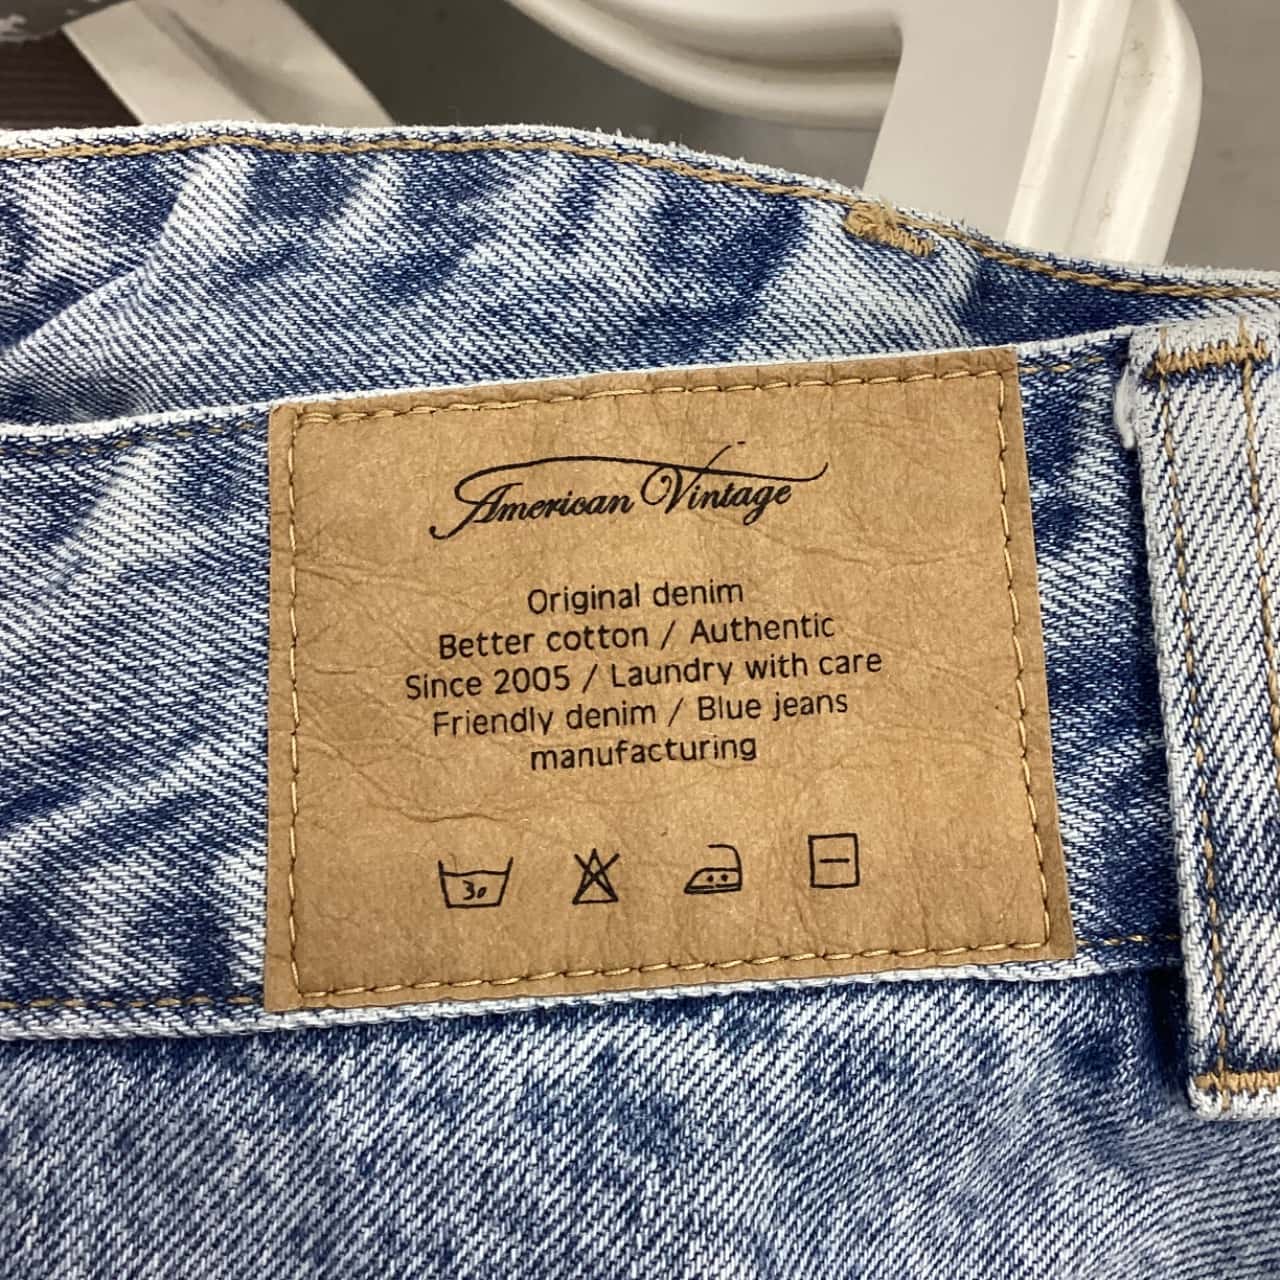 American Vintage
Original denim
Better cotton / Authentic
Since 2005 / Laundry with care
Friendly denim / Blue jeans
manufacturing
30